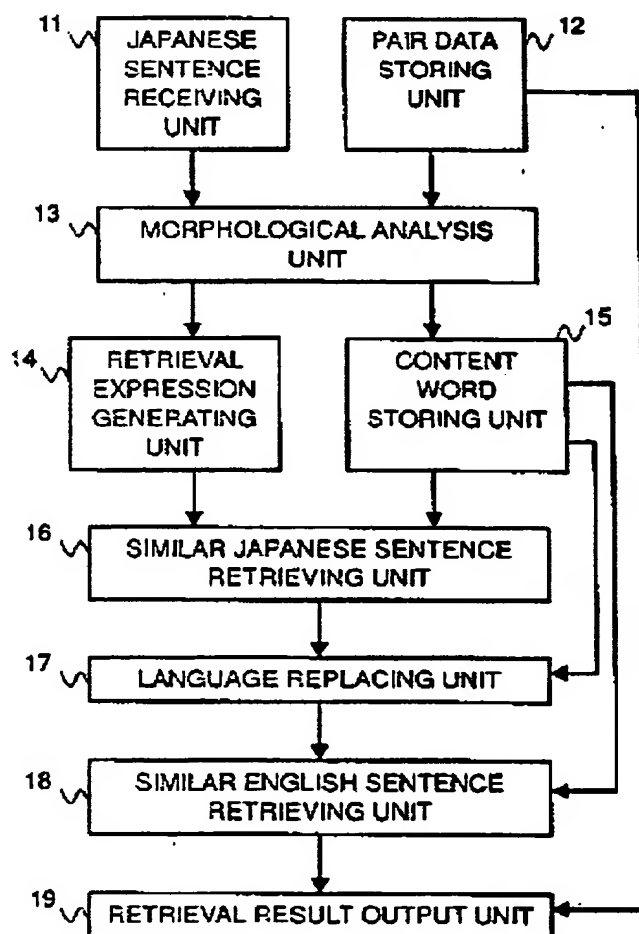 11
JAPANESE
SENTENCE
RECEIVING
UNIT
12
PAIR DATA
STORING
UNIT
13
MORPHOLOGICAL ANALYSIS
UNIT
14
RETRIEVAL
EXPRESSION
GENERATING
UNIT
15
CONTENT
WORD
STORING UNIT
16
SIMILAR JAPANESE SENTENCE
RETRIEVING UNIT
17
LANGUAGE REPLACING UNIT
18
SIMILAR ENGLISH SENTENCE
RETRIEVING UNIT
19
RETRIEVAL RESULT OUTPUT UNIT